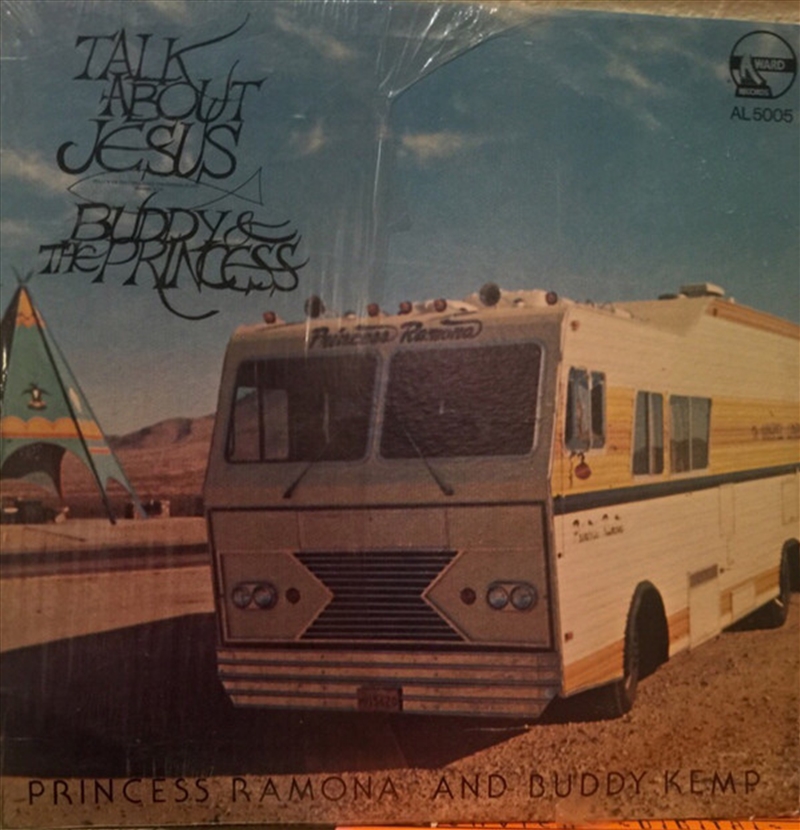 TALK
ABOUT
JESUS
BUDDY &
THE PRINCESS
AWARD
RECORDS
AL 5005
Princess Ramona
PRINCESS RAMONA AND BUDDY KEMP